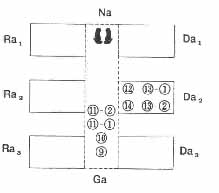 Na
Ra₁ Da₁
⑫ ⑬-①
Ra₂ Da₂
⑭ ⑬ ②
⑪-②
⑪-①
⑩
⑨
Ra₃ Da₃
Ga